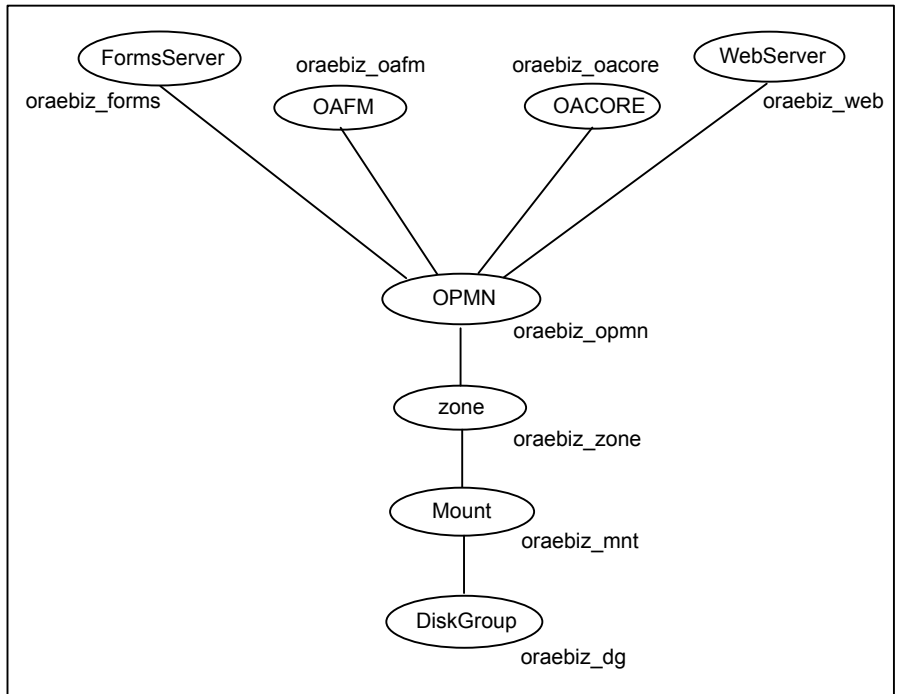 FormsServer
oraebiz_forms
oraebiz_oafm
OAFM
oraebiz_oacore
OACORE
WebServer
oraebiz_web
OPMN
oraebiz_opmn
zone
oraebiz_zone
Mount
oraebiz_mnt
DiskGroup
oraebiz_dg